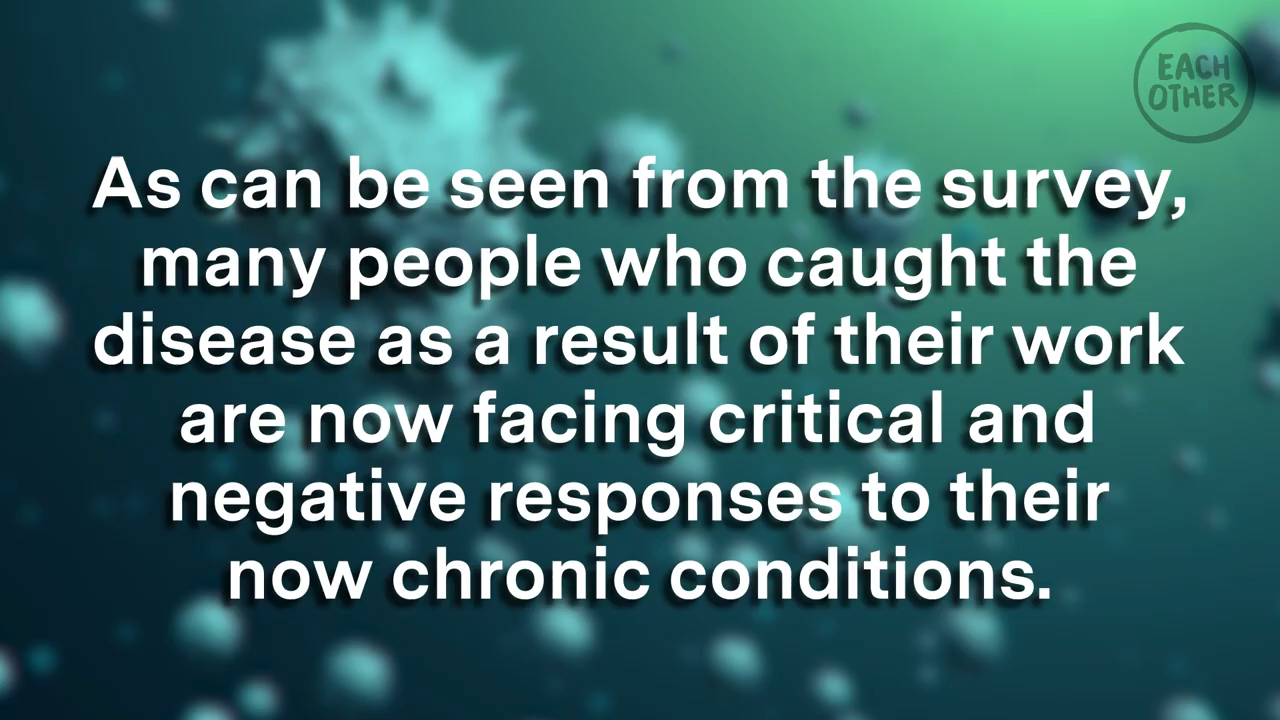 EACH
OTHER
As can be seen from the survey,
many people who caught the
disease as a result of their work
are now facing critical and
negative responses to their
now chronic conditions.